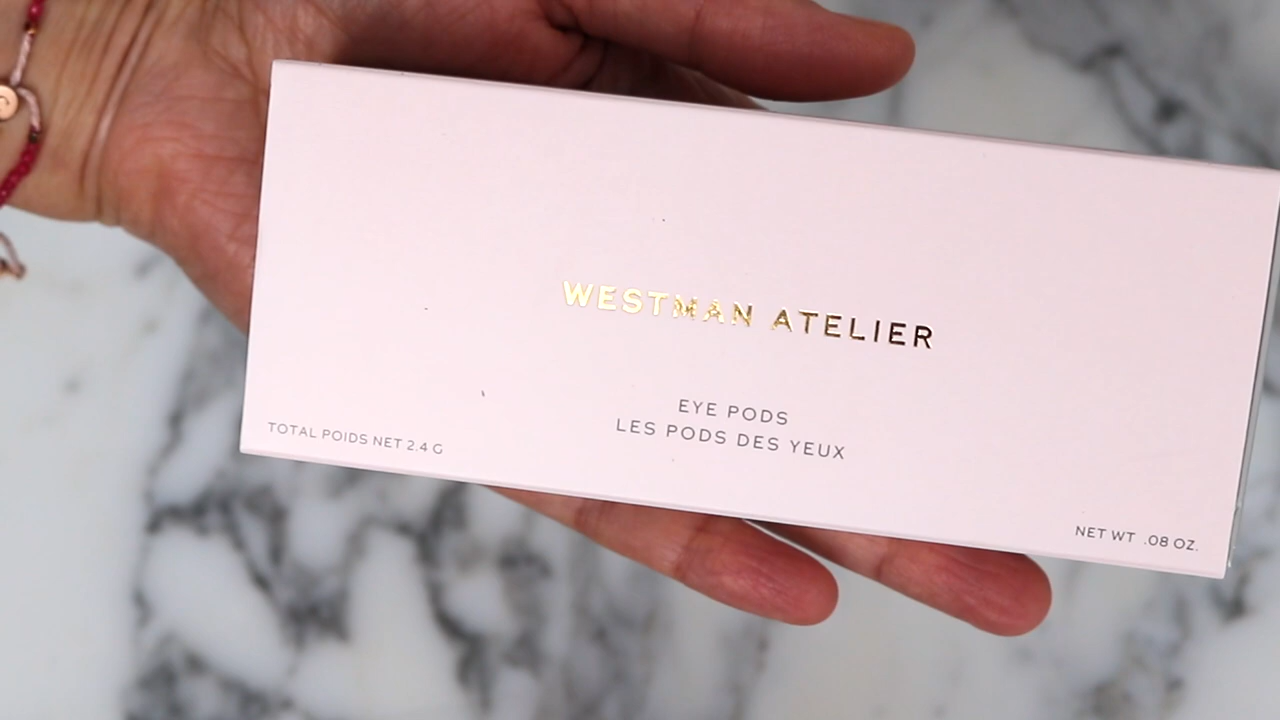 WESTMAN ATELIER
EYE PODS
LES PODS DES YEUX
TOTAL POIDS NET 2.4 G
NET WT .08 OZ.